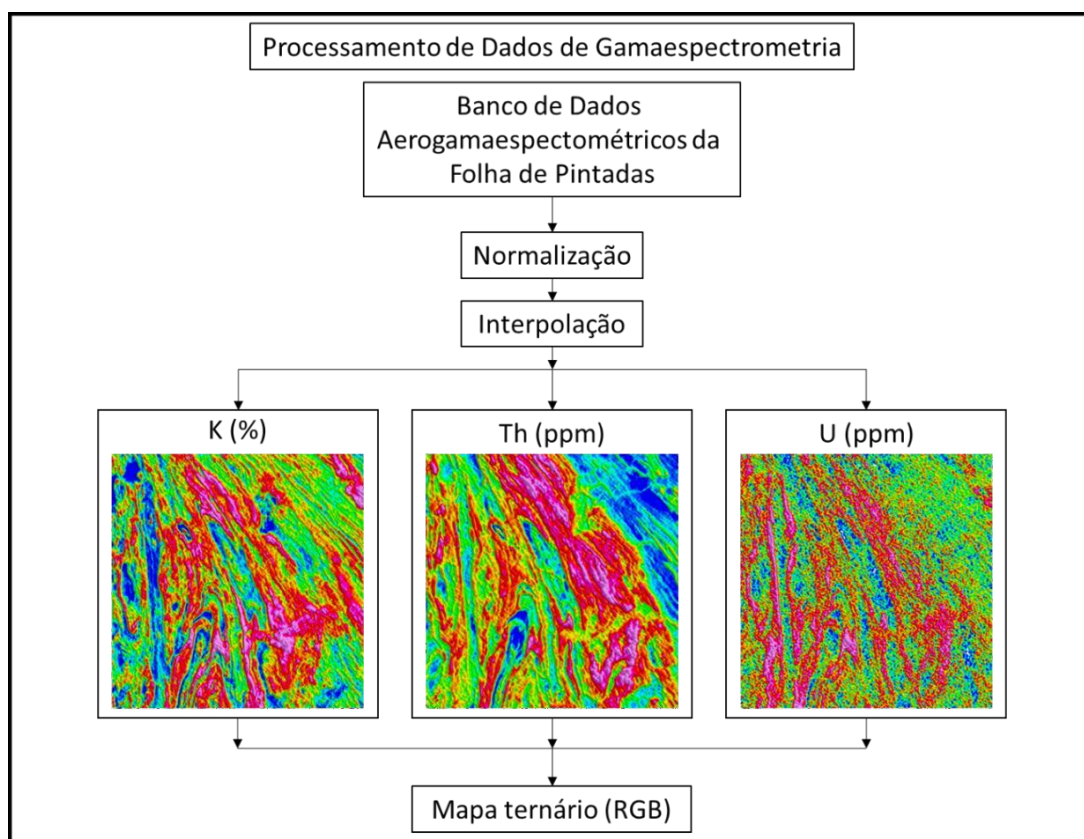 Processamento de Dados de Gamaespectrometria
Banco de Dados
Aerogamaespectométricos da
Folha de Pintadas
Normalização
Interpolação
K (%)
Th (ppm)
U (ppm)
Mapa ternário (RGB)